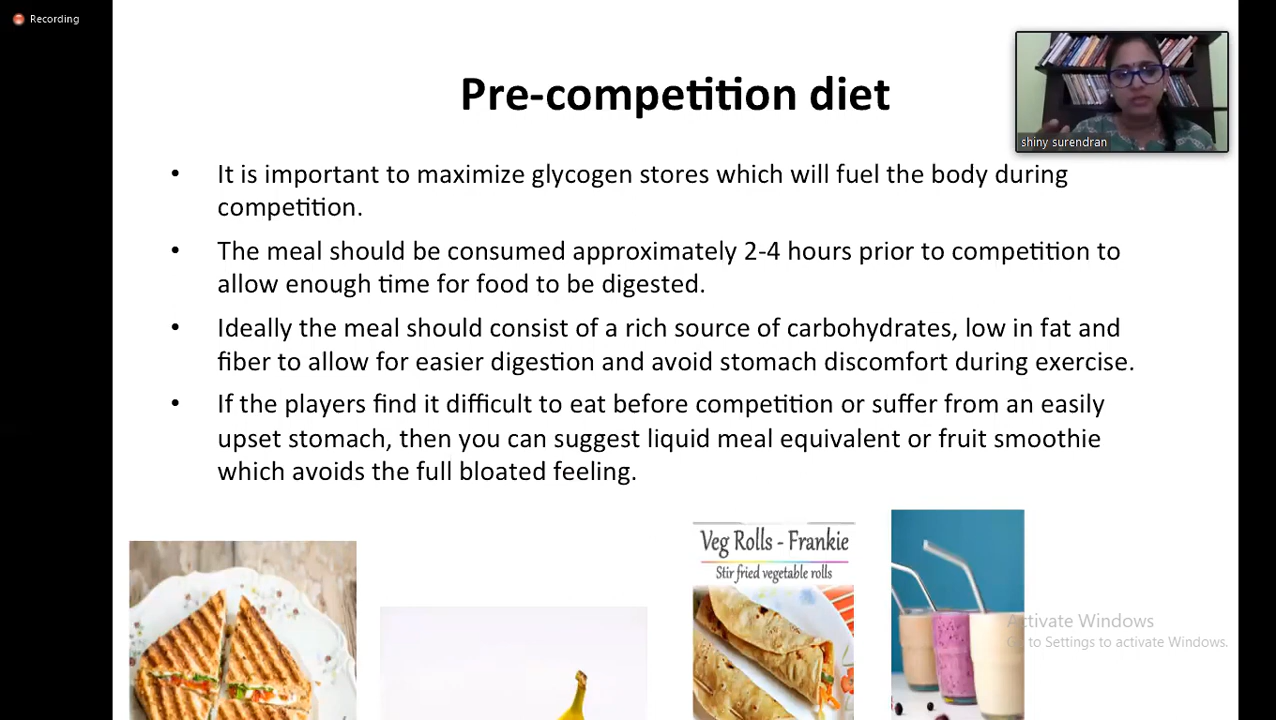 Recording
Pre-competition diet
shiny surendran
• It is important to maximize glycogen stores which will fuel the body during
competition.
• The meal should be consumed approximately 2-4 hours prior to competition to
allow enough time for food to be digested.
• Ideally the meal should consist of a rich source of carbohydrates, low in fat and
fiber to allow for easier digestion and avoid stomach discomfort during exercise.
• If the players find it difficult to eat before competition or suffer from an easily
upset stomach, then you can suggest liquid meal equivalent or fruit smoothie
which avoids the full bloated feeling.
Veg Rolls - Frankie
Stir fried vegetable rolls
Activate Windows
Go to Settings to activate Windows.